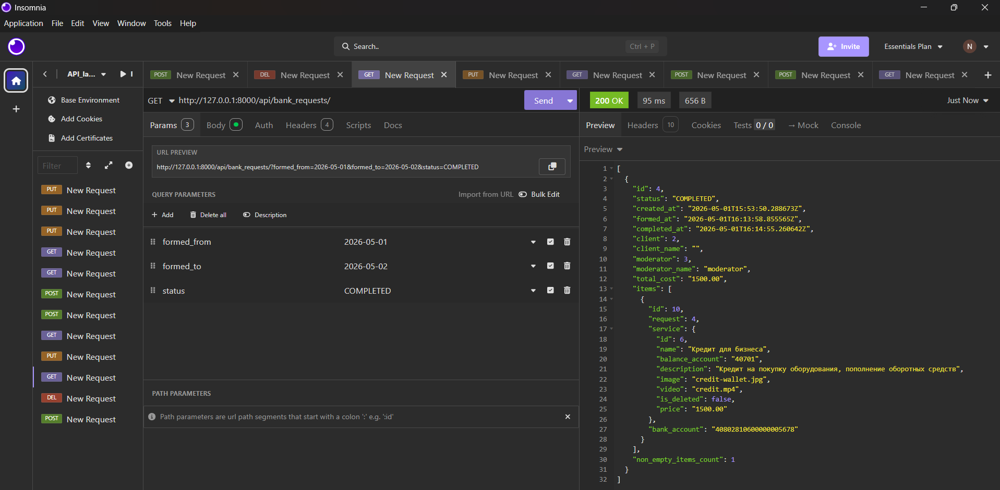 Insomnia
Application File Edit View Window Tools Help
Search.. Ctrl + P
Invite
Essentials Plan
N
API_la...
POST New Request
DEL New Request
GET New Request
PUT New Request
GET New Request
POST New Request
POST New Request
GET New Request
Base Environment
Add Cookies
Add Certificates
Filter
PUT New Request
PUT New Request
PUT New Request
GET New Request
GET New Request
POST New Request
POST New Request
GET New Request
PUT New Request
GET New Request
DEL New Request
POST New Request
GET http://127.0.0.1:8000/api/bank_requests/ Send
Params 3 Body Auth Headers 4 Scripts Docs
URL PREVIEW
http://127.0.0.1:8000/api/bank_requests/?formed_from=2026-05-01&formed_to=2026-05-02&status=COMPLETED
QUERY PARAMETERS Import from URL Bulk Edit
Add Delete all Description
formed_from 2026-05-01
formed_to 2026-05-02
status COMPLETED
PATH PARAMETERS
Path parameters are url path segments that start with a colon ':' e.g. ':id'
200 OK 95 ms 656 B Just Now
Preview Headers 10 Cookies Tests 0 / 0 → Mock Console
Preview
1 [
2 {
3 "id": 4,
4 "status": "COMPLETED",
5 "created_at": "2026-05-01T15:53:50.288673Z",
6 "formed_at": "2026-05-01T16:13:58.855565Z",
7 "completed_at": "2026-05-01T16:14:55.260642Z",
8 "client": 2,
9 "client_name": "",
10 "moderator": 3,
11 "moderator_name": "moderator",
12 "total_cost": "1500.00",
13 "items": [
14 {
15 "id": 10,
16 "request": 4,
17 "service": {
18 "id": 6,
19 "name": "Кредит для бизнеса",
20 "balance_account": "40701",
21 "description": "Кредит на покупку оборудования, пополнение оборотных средств",
22 "image": "credit-wallet.jpg",
23 "video": "credit.mp4",
24 "is_deleted": false,
25 "price": "1500.00"
26 },
27 "bank_account": "40802810600000005678"
28 }
29 ],
30 "non_empty_items_count": 1
31 }
32 ]